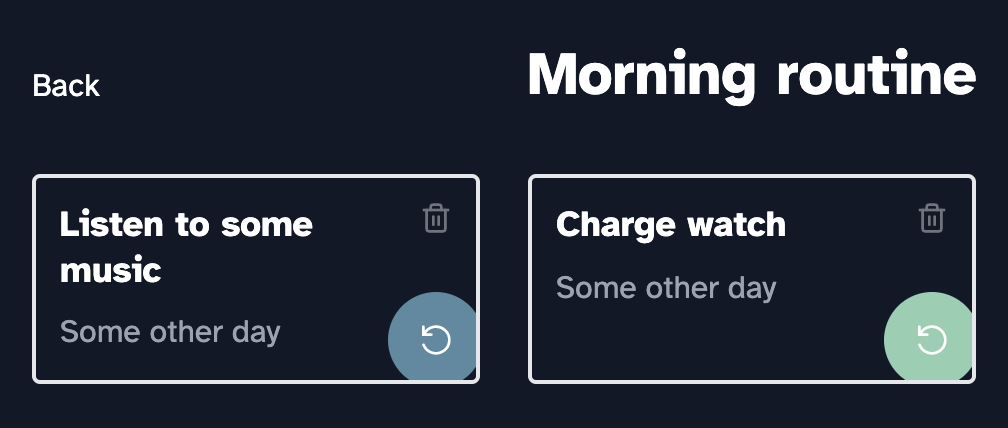 Back
Morning routine
Listen to some
music
Some other day
Charge watch
Some other day